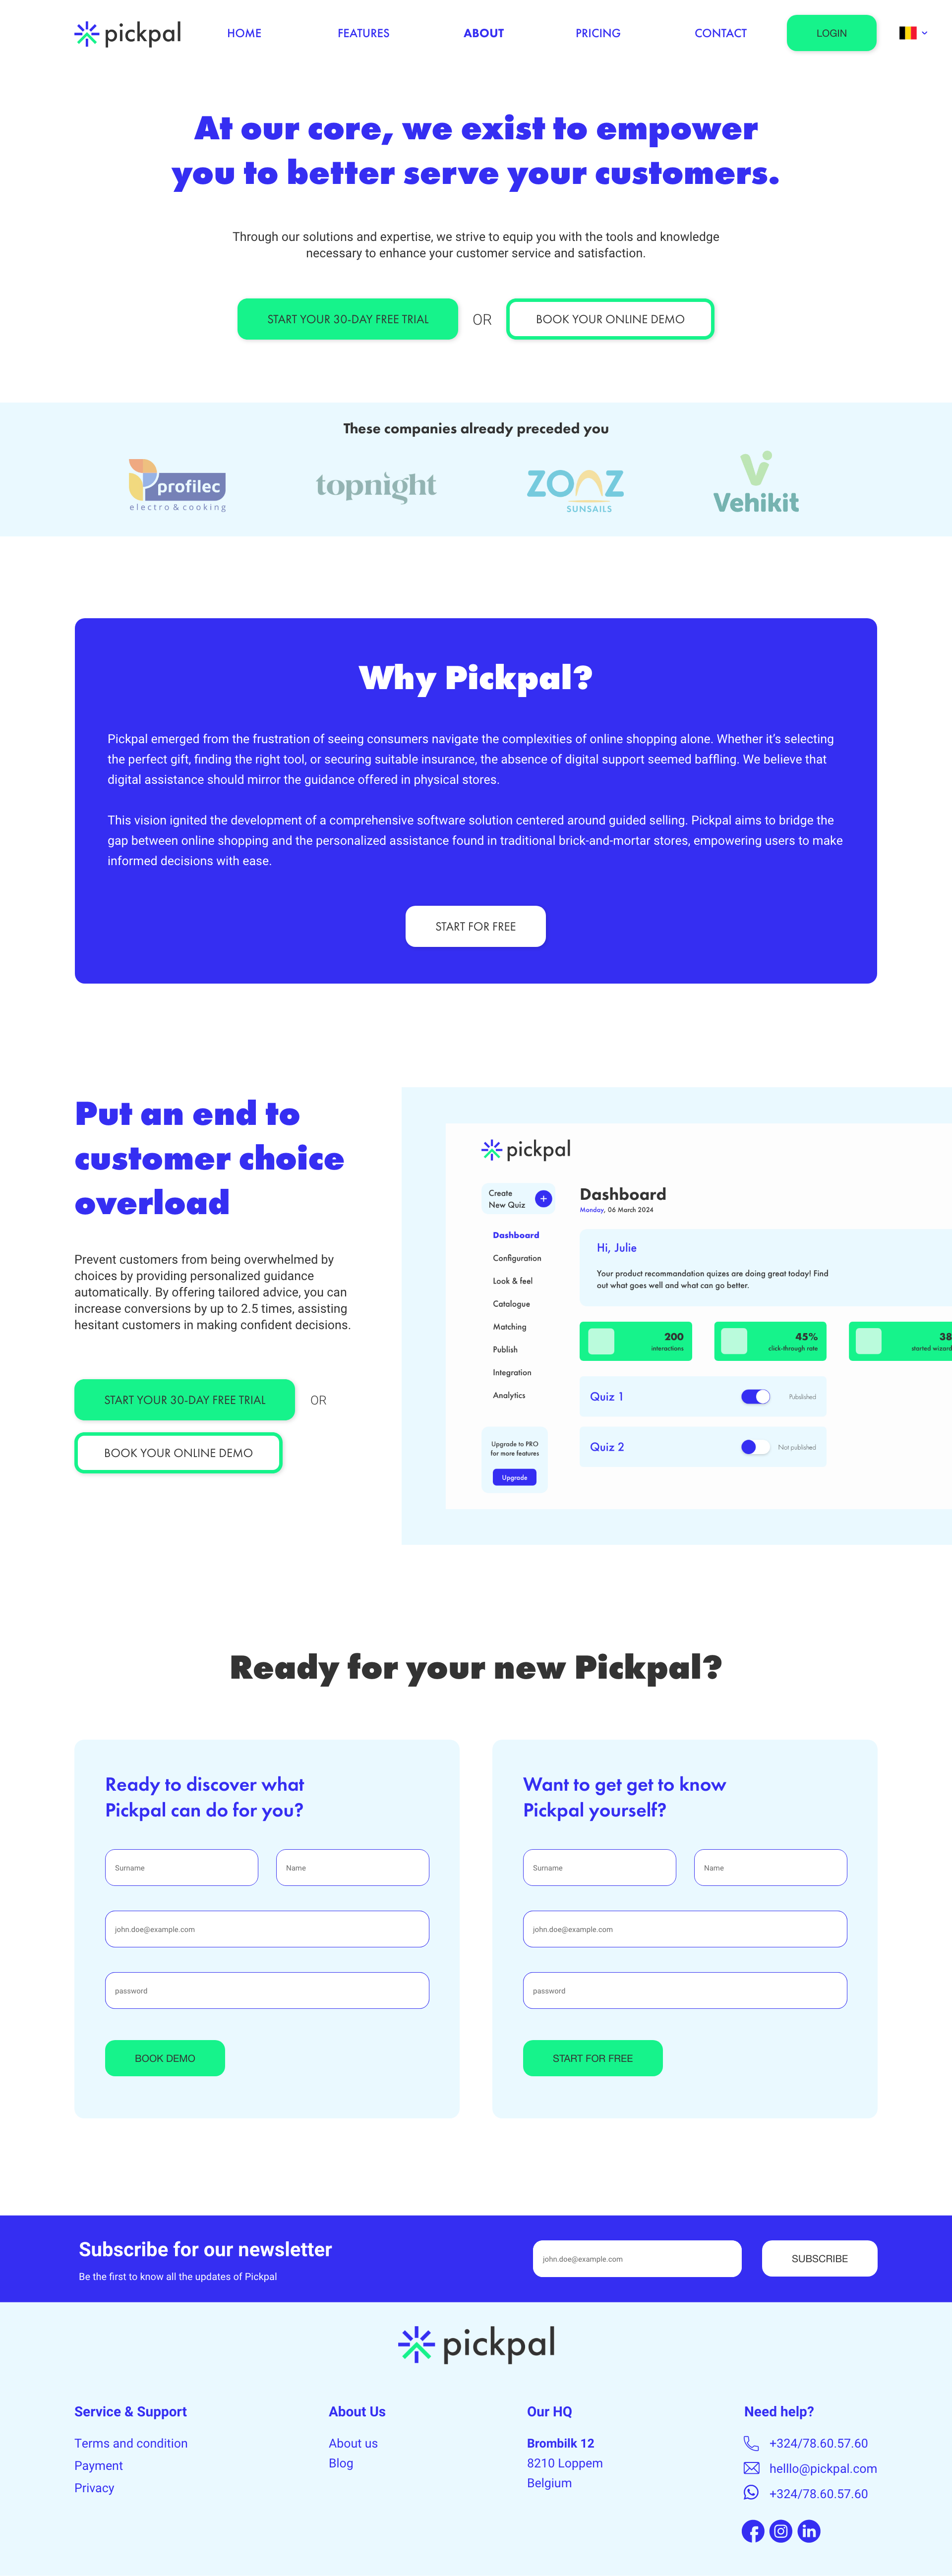 pickpal
HOME
FEATURES
ABOUT
PRICING
CONTACT
LOGIN
At our core, we exist to empower
you to better serve your customers.
Through our solutions and expertise, we strive to equip you with the tools and knowledge
necessary to enhance your customer service and satisfaction.
START YOUR 30-DAY FREE TRIAL
OR
BOOK YOUR ONLINE DEMO
These companies already preceded you
profilec
electro & cooking
topnight
ZONZ
SUNSAILS
Vehikit
Why Pickpal?
Pickpal emerged from the frustration of seeing consumers navigate the complexities of online shopping alone. Whether it’s selecting
the perfect gift, finding the right tool, or securing suitable insurance, the absence of digital support seemed baffling. We believe that
digital assistance should mirror the guidance offered in physical stores.
This vision ignited the development of a comprehensive software solution centered around guided selling. Pickpal aims to bridge the
gap between online shopping and the personalized assistance found in traditional brick-and-mortar stores, empowering users to make
informed decisions with ease.
START FOR FREE
Put an end to
customer choice
overload
Prevent customers from being overwhelmed by
choices by providing personalized guidance
automatically. By offering tailored advice, you can
increase conversions by up to 2.5 times, assisting
hesitant customers in making confident decisions.
START YOUR 30-DAY FREE TRIAL
OR
BOOK YOUR ONLINE DEMO
pickpal
Create
New Quiz
+
Dashboard
Configuration
Look & feel
Catalogue
Matching
Publish
Integration
Analytics
Upgrade to PRO
for more features
Upgrade
Dashboard
Monday, 06 March 2024
Hi, Julie
Your product recommandation quizes are doing great today! Find
out what goes well and what can go better.
200
interactions
45%
click-through rate
38
started wizard
Quiz 1
Pubslished
Quiz 2
Not published
Ready for your new Pickpal?
Ready to discover what
Pickpal can do for you?
Surname
Name
john.doe@example.com
password
BOOK DEMO
Want to get get to know
Pickpal yourself?
Surname
Name
john.doe@example.com
password
START FOR FREE
Subscribe for our newsletter
Be the first to know all the updates of Pickpal
john.doe@example.com
SUBSCRIBE
pickpal
Service & Support
Terms and condition
Payment
Privacy
About Us
About us
Blog
Our HQ
Brombilk 12
8210 Loppem
Belgium
Need help?
+324/78.60.57.60
helllo@pickpal.com
+324/78.60.57.60